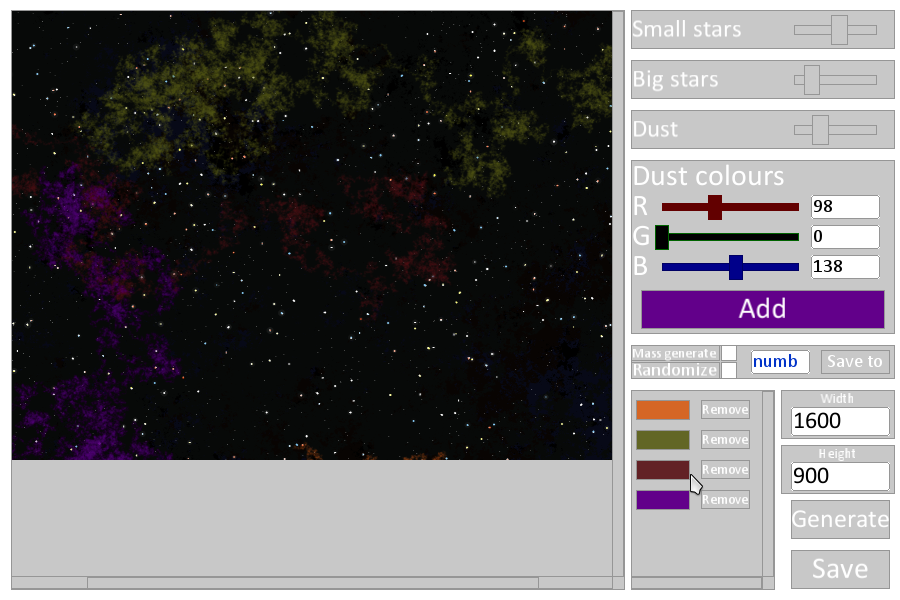 Small stars
Big stars
Dust
Dust colours
R 98
G 0
B 138
Add
Mass generate
Randomize
numb
Save to
Remove
Remove
Remove
Remove
Width
1600
Height
900
Generate
Save